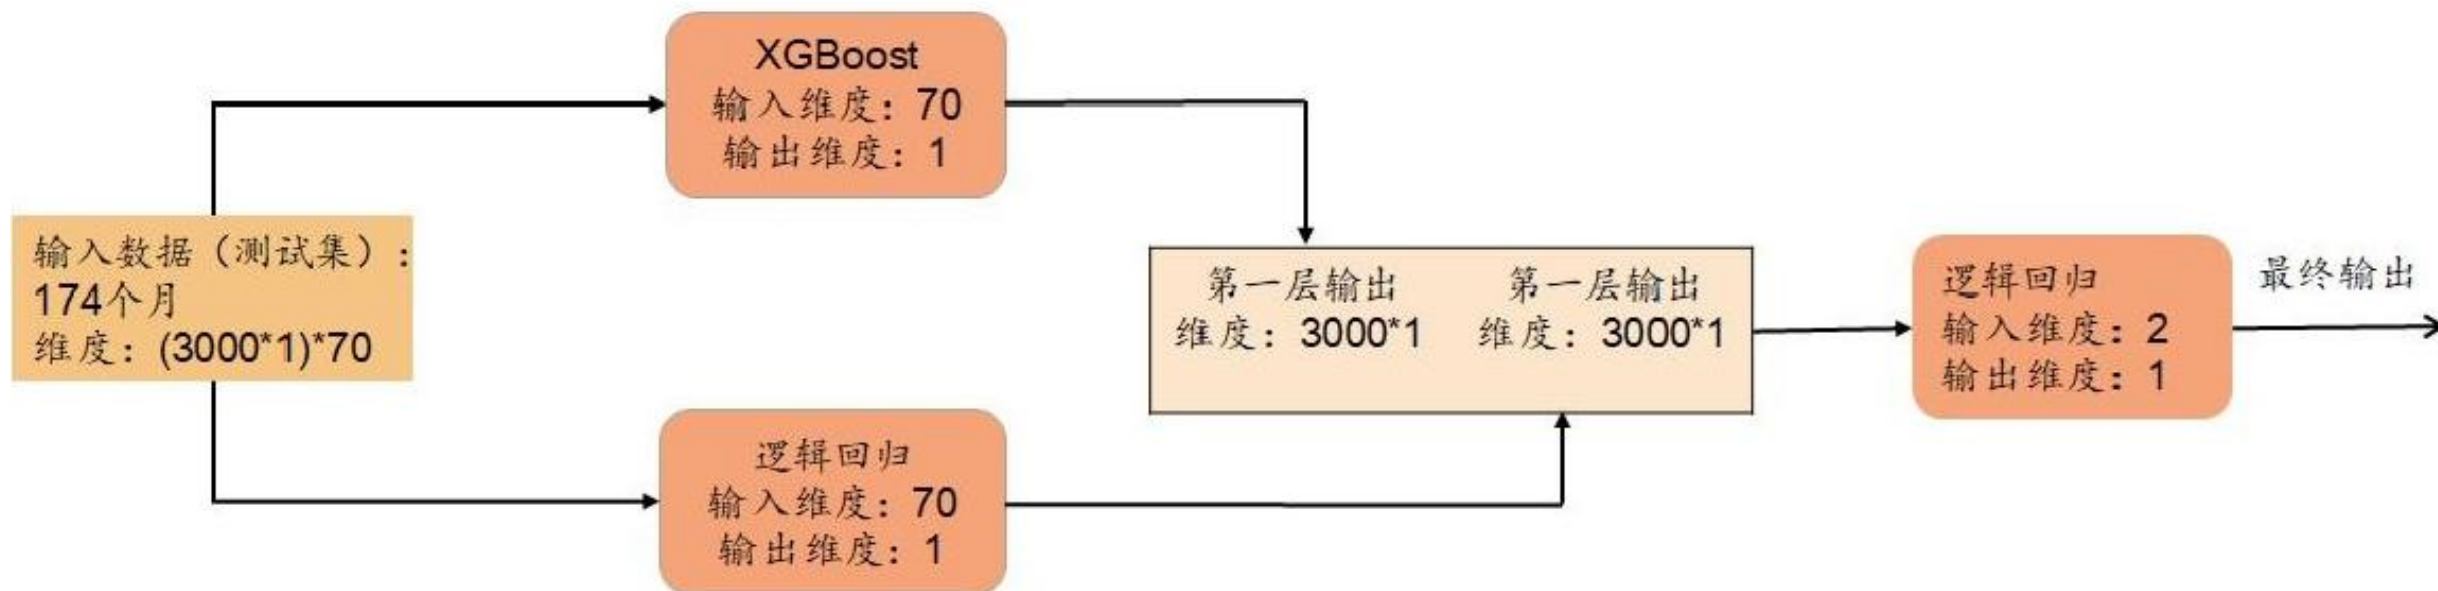 XGBoost
输入维度：70
输出维度：1
输入数据（测试集）：
174个月
维度：(3000*1)*70
第一层输出
维度：3000*1
第一层输出
维度：3000*1
逻辑回归
输入维度：2
输出维度：1
最终输出
逻辑回归
输入维度：70
输出维度：1